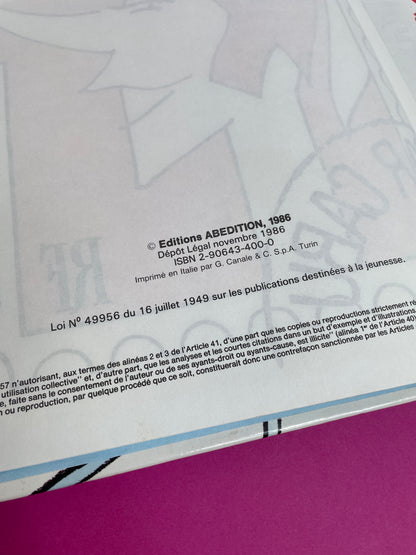 © Editions ABEDITION, 1986
Dépôt Légal novembre 1986
ISBN 2-90643-400-0
Imprimé en Italie par G. Canale & C. S.p.A. Turin
Loi N° 49956 du 16 juillet 1949 sur les publications destinées à la jeunesse.
57 n'autorisant, aux termes des alinéas 2 et 3 de l'Article 41, d'une part que les copies ou reproductions strictement
utilisation collective" et, d'autre part, que les analyses et les courtes citations dans un but d'exemple et d'illustrations,
e, faite sans le consentement de l'auteur ou de ses ayants-droit ou ayants-cause, est illicite" (alinéa 1er de l'Article 40).
n ou reproduction, par quelque procédé que ce soit, constituerait donc une contrefaçon sanctionnée par les Articles